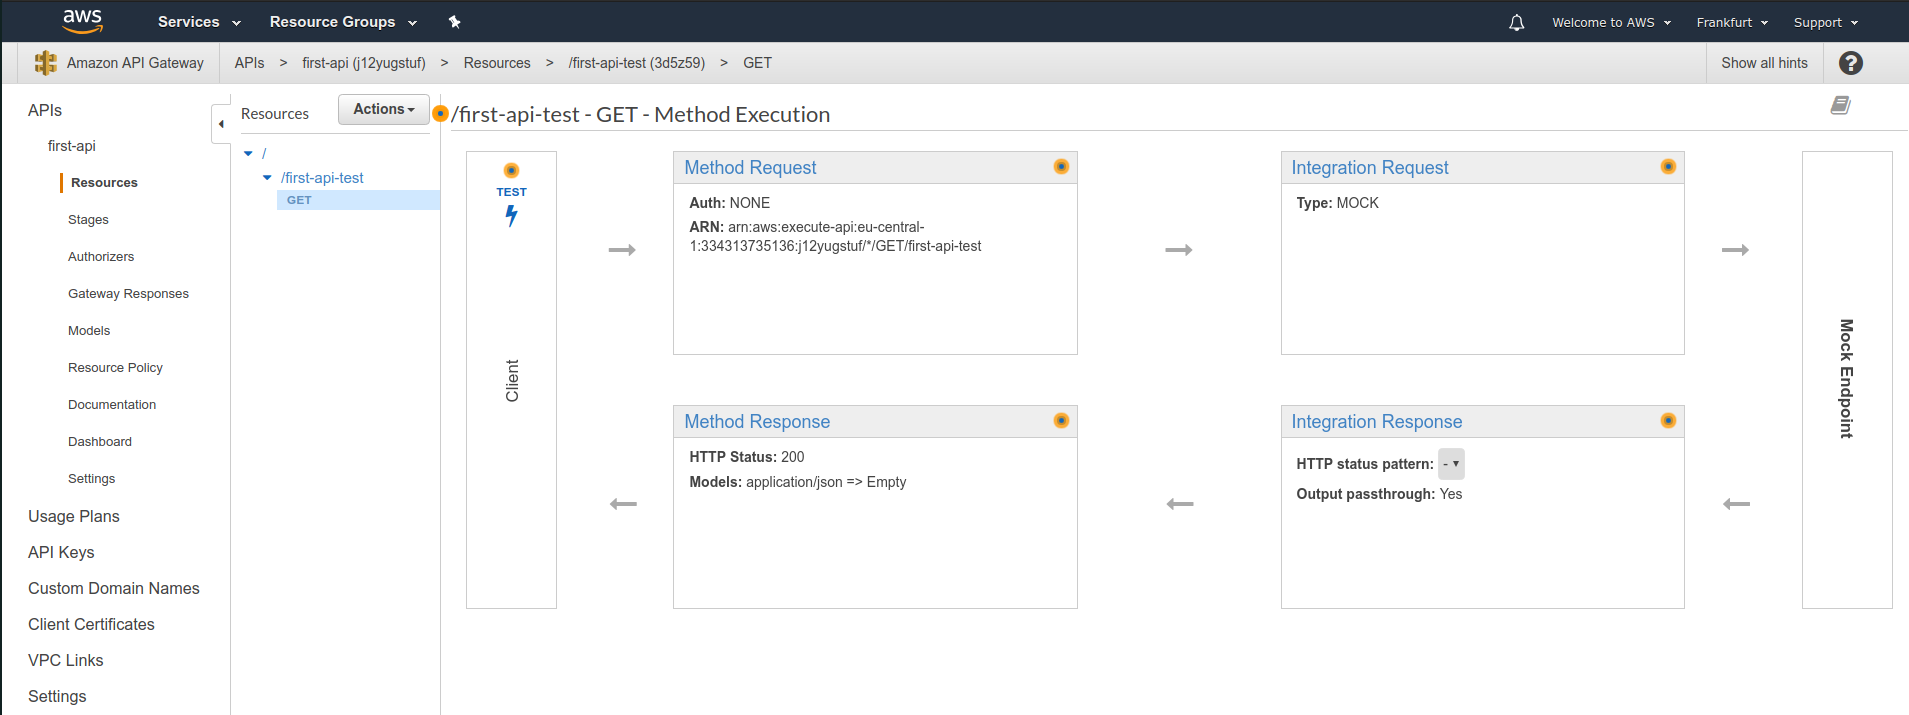 aws Services Resource Groups Welcome to AWS Frankfurt Support
Amazon API Gateway APIs > first-api (j12yugstuf) > Resources > /first-api-test (3d5z59) > GET Show all hints ?
APIs
first-api
Resources
Stages
Authorizers
Gateway Responses
Models
Resource Policy
Documentation
Dashboard
Settings
Usage Plans
API Keys
Custom Domain Names
Client Certificates
VPC Links
Settings
Resources Actions
/
/first-api-test
GET
/first-api-test - GET - Method Execution
TEST
Client
Method Request
Auth: NONE
ARN: arn:aws:execute-api:eu-central-
1:334313735136:j12yugstuf/*/GET/first-api-test
Integration Request
Type: MOCK
Mock Endpoint
Method Response
HTTP Status: 200
Models: application/json => Empty
Integration Response
HTTP status pattern: -
Output passthrough: Yes